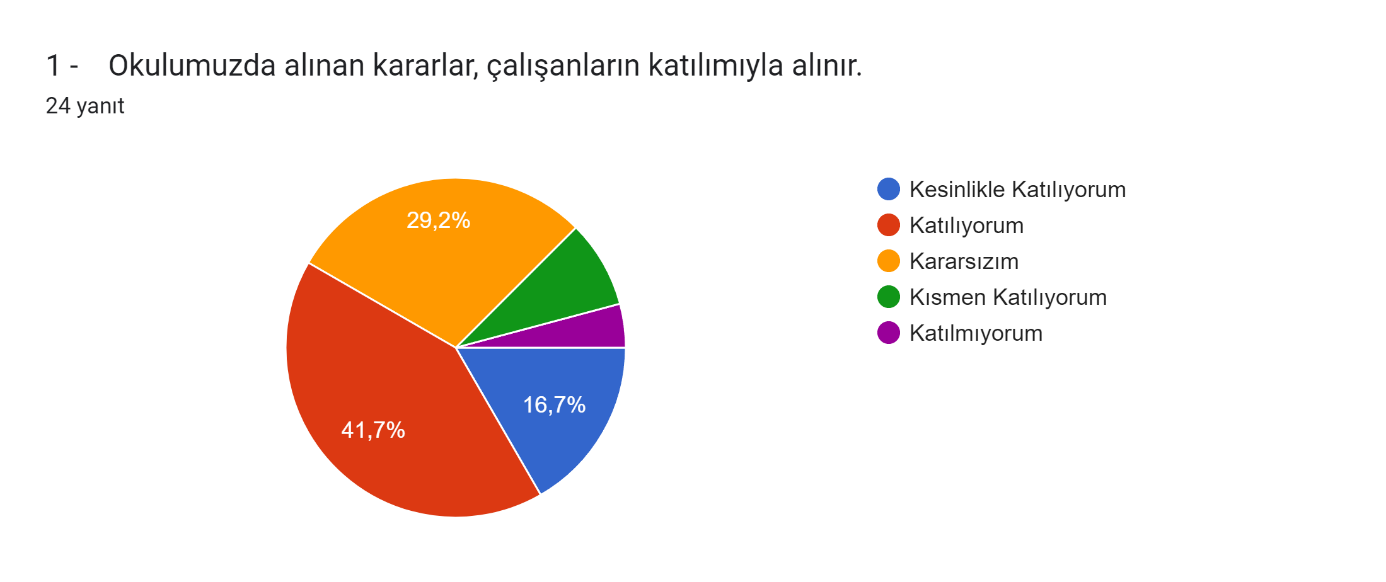 1 - Okulumuzda alınan kararlar, çalışanların katılımıyla alınır.
24 yanıt
29,2%
16,7%
41,7%
Kesinlikle Katılıyorum
Katılıyorum
Kararsızım
Kısmen Katılıyorum
Katılmıyorum